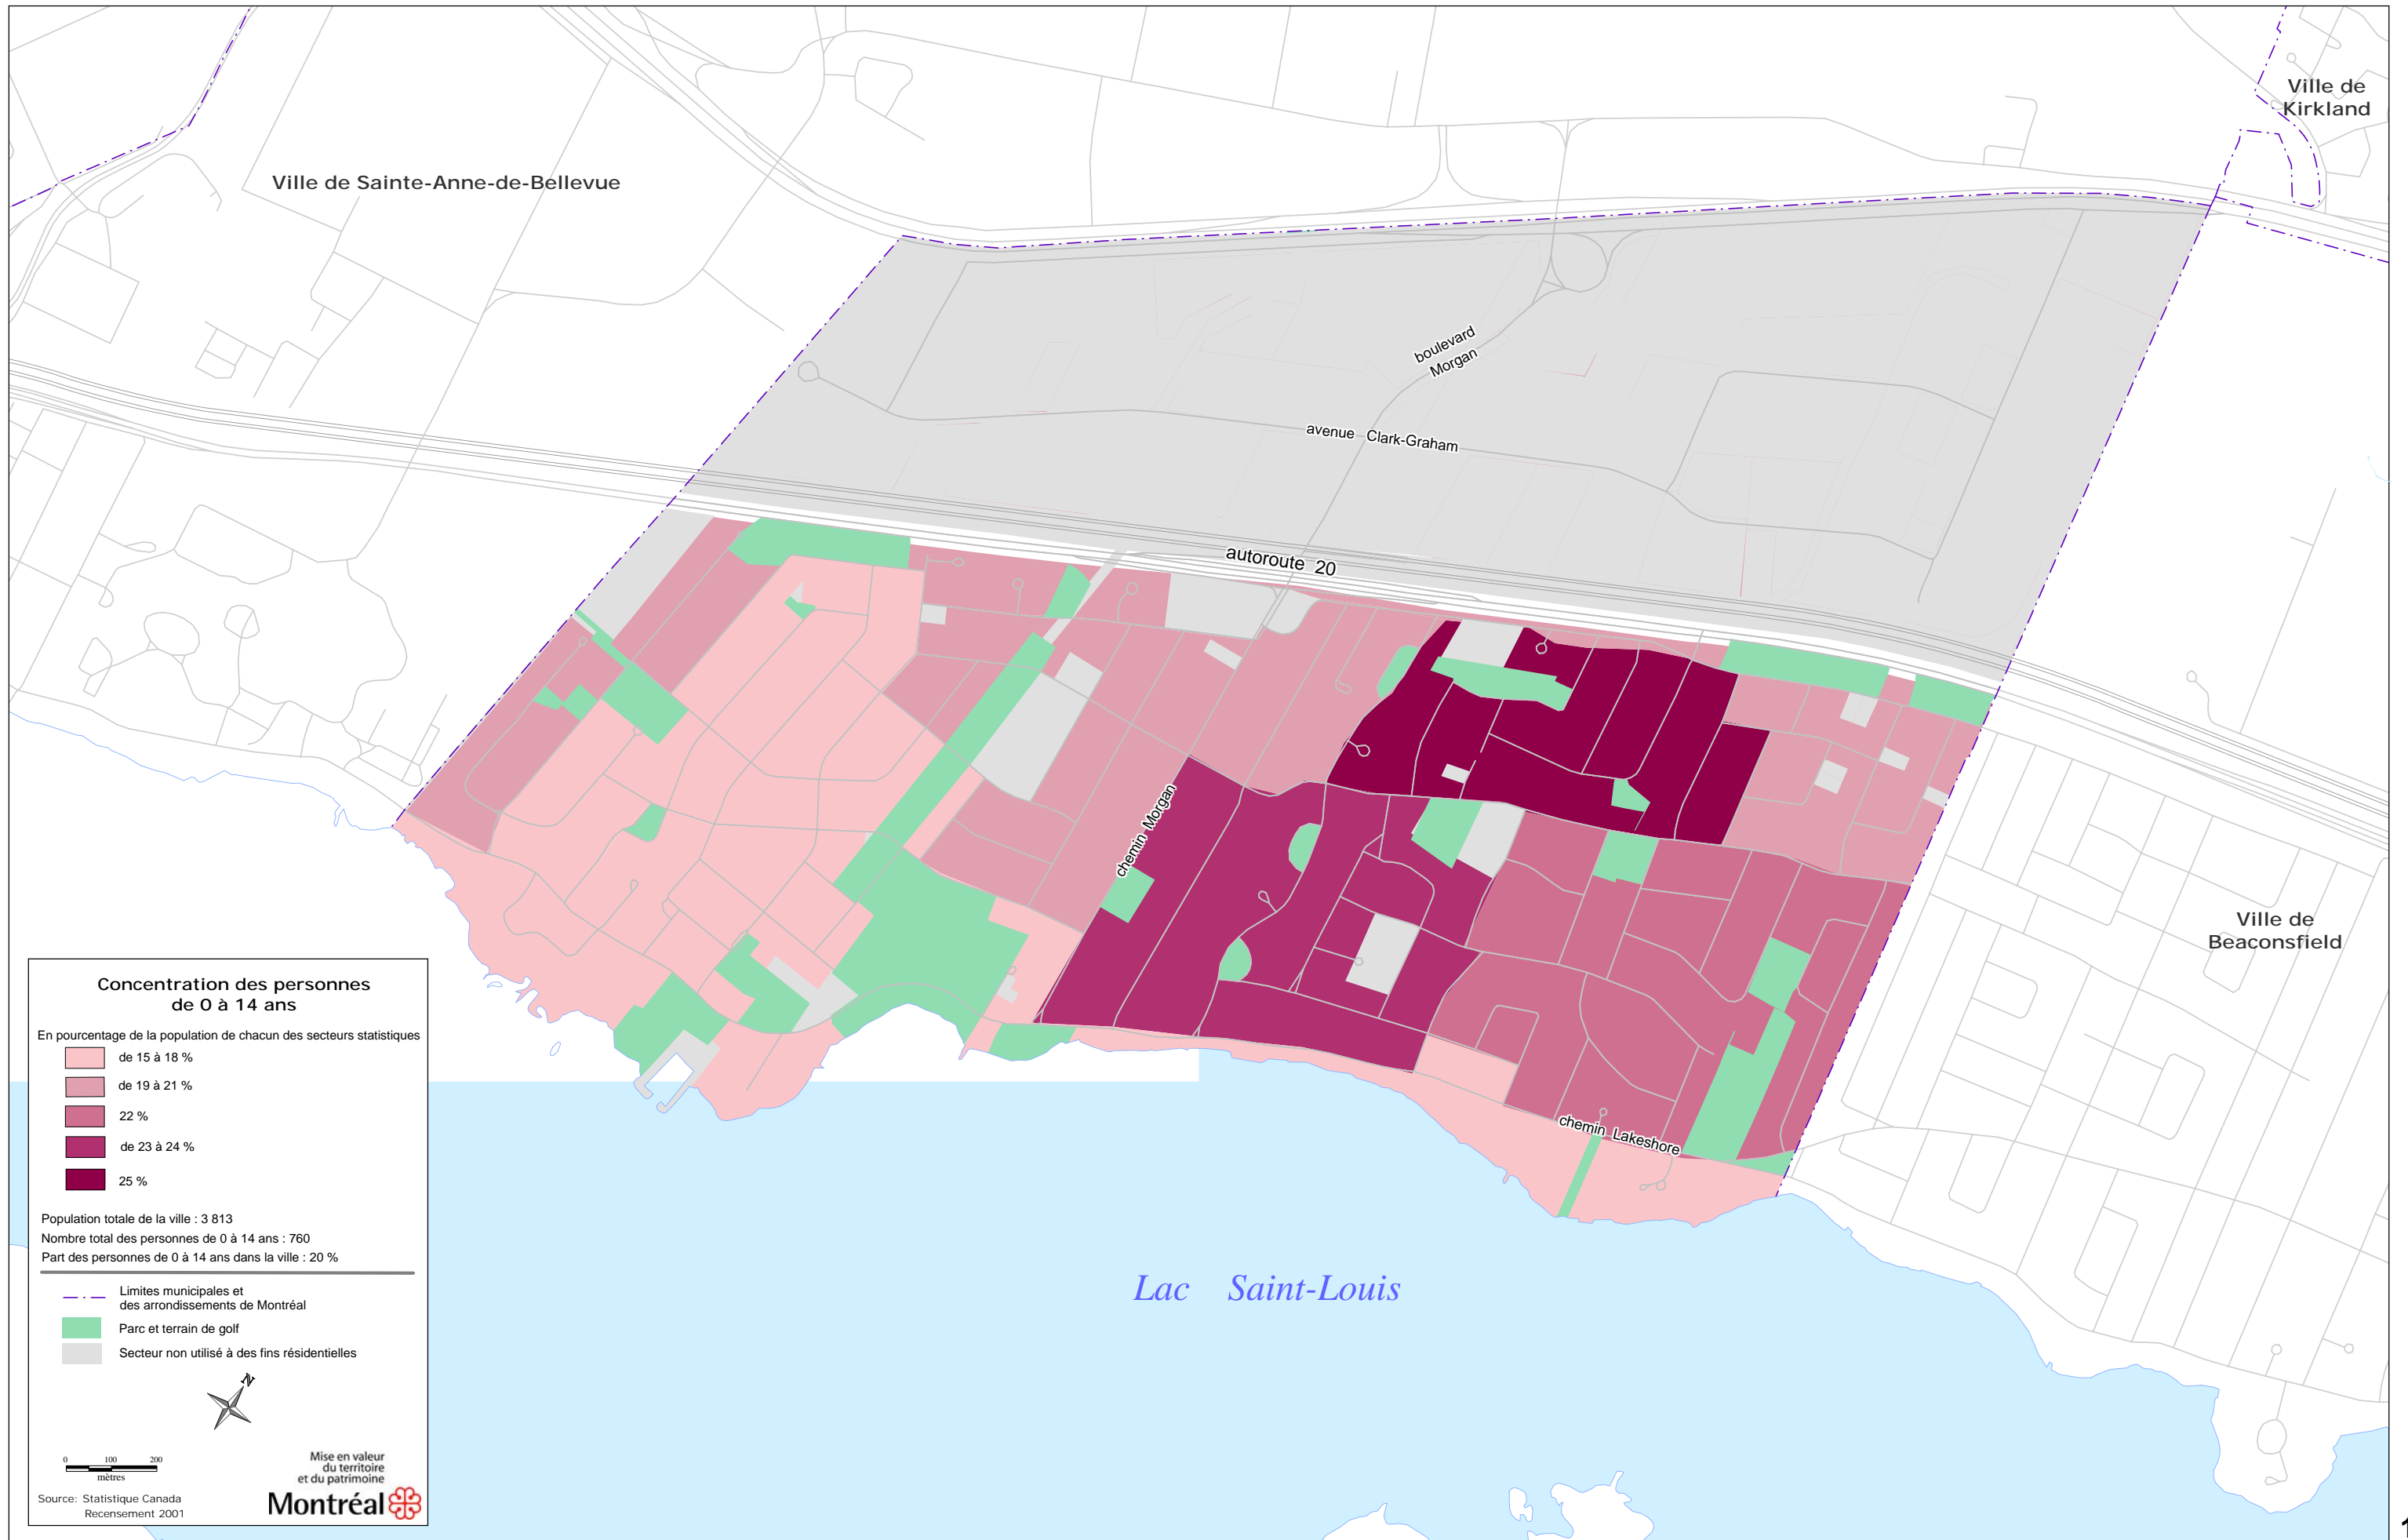 Ville de
Kirkland
Ville de Sainte-Anne-de-Bellevue
boulevard
Morgan
avenue Clark-Graham
autoroute 20
chemin Morgan
Ville de
Beaconsfield
chemin Lakeshore
Lac Saint-Louis
Concentration des personnes
de 0 à 14 ans
En pourcentage de la population de chacun des secteurs statistiques
de 15 à 18 %
de 19 à 21 %
22 %
de 23 à 24 %
25 %
Population totale de la ville : 3 813
Nombre total des personnes de 0 à 14 ans : 760
Part des personnes de 0 à 14 ans dans la ville : 20 %
Limites municipales et
des arrondissements de Montréal
Parc et terrain de golf
Secteur non utilisé à des fins résidentielles
N
0 100 200
mètres
Mise en valeur
du territoire
et du patrimoine
Montréal
Source: Statistique Canada
Recensement 2001